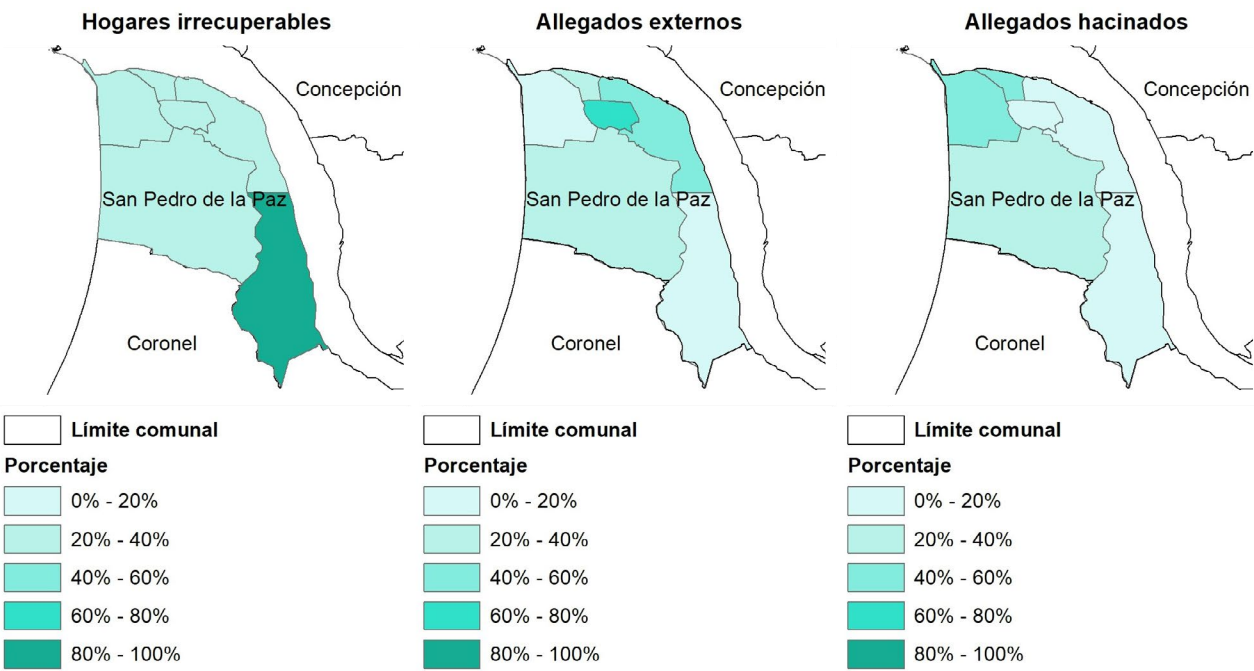 Hogares irrecuperables
Concepción
San Pedro de la Paz
Coronel
Límite comunal
Porcentaje
0% - 20%
20% - 40%
40% - 60%
60% - 80%
80% - 100%
Allegados externos
Concepción
San Pedro de la Paz
Coronel
Límite comunal
Porcentaje
0% - 20%
20% - 40%
40% - 60%
60% - 80%
80% - 100%
Allegados hacinados
Concepción
San Pedro de la Paz
Coronel
Límite comunal
Porcentaje
0% - 20%
20% - 40%
40% - 60%
60% - 80%
80% - 100%